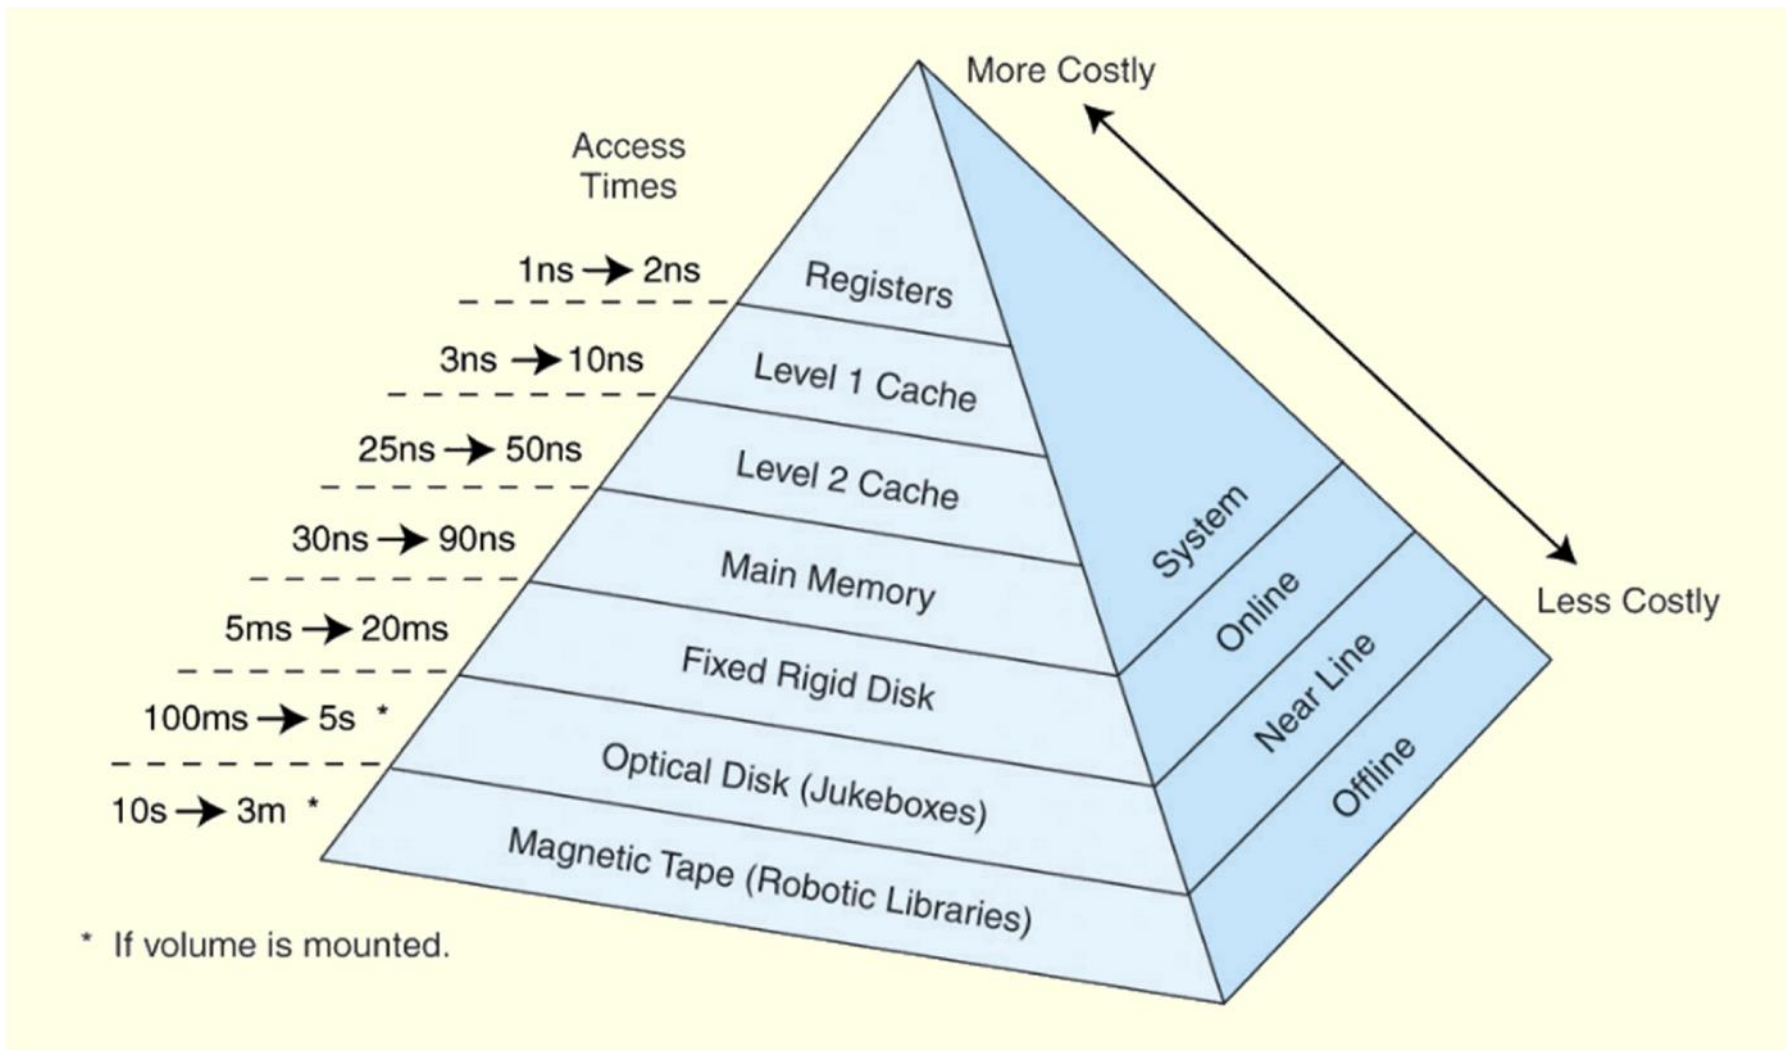 More Costly
Access
Times
1ns → 2ns
Registers
3ns → 10ns
Level 1 Cache
25ns → 50ns
Level 2 Cache
30ns → 90ns
Main Memory
System
5ms → 20ms
Fixed Rigid Disk
Online
Less Costly
100ms → 5s *
Optical Disk (Jukeboxes)
Near Line
10s → 3m *
Magnetic Tape (Robotic Libraries)
Offline
* If volume is mounted.